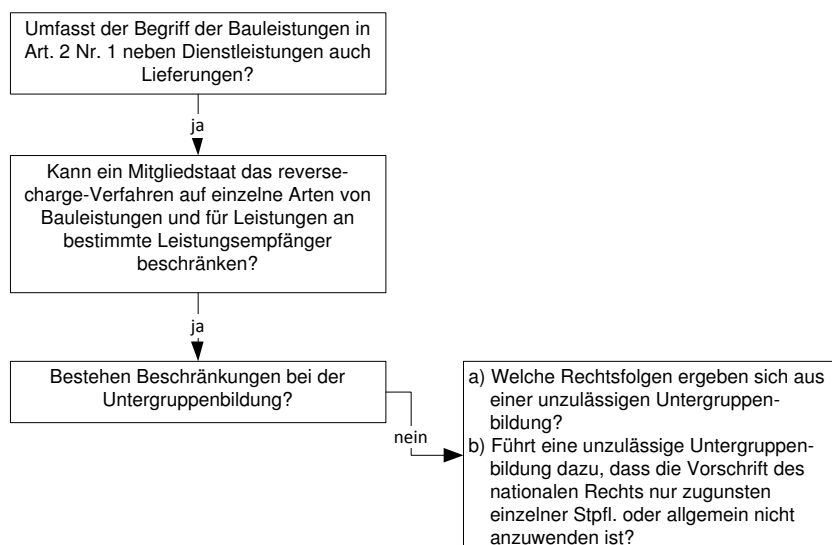 Umfasst der Begriff der Bauleistungen in
Art. 2 Nr. 1 neben Dienstleistungen auch
Lieferungen?
ja
Kann ein Mitgliedstaat das reverse-
charge-Verfahren auf einzelne Arten von
Bauleistungen und für Leistungen an
bestimmte Leistungsempfänger
beschränken?
ja
Bestehen Beschränkungen bei der
Untergruppenbildung?
nein
a) Welche Rechtsfolgen ergeben sich aus
einer unzulässigen Untergruppen-
bildung?
b) Führt eine unzulässige Untergruppen-
bildung dazu, dass die Vorschrift des
nationalen Rechts nur zugunsten
einzelner Stpfl. oder allgemein nicht
anzuwenden ist?